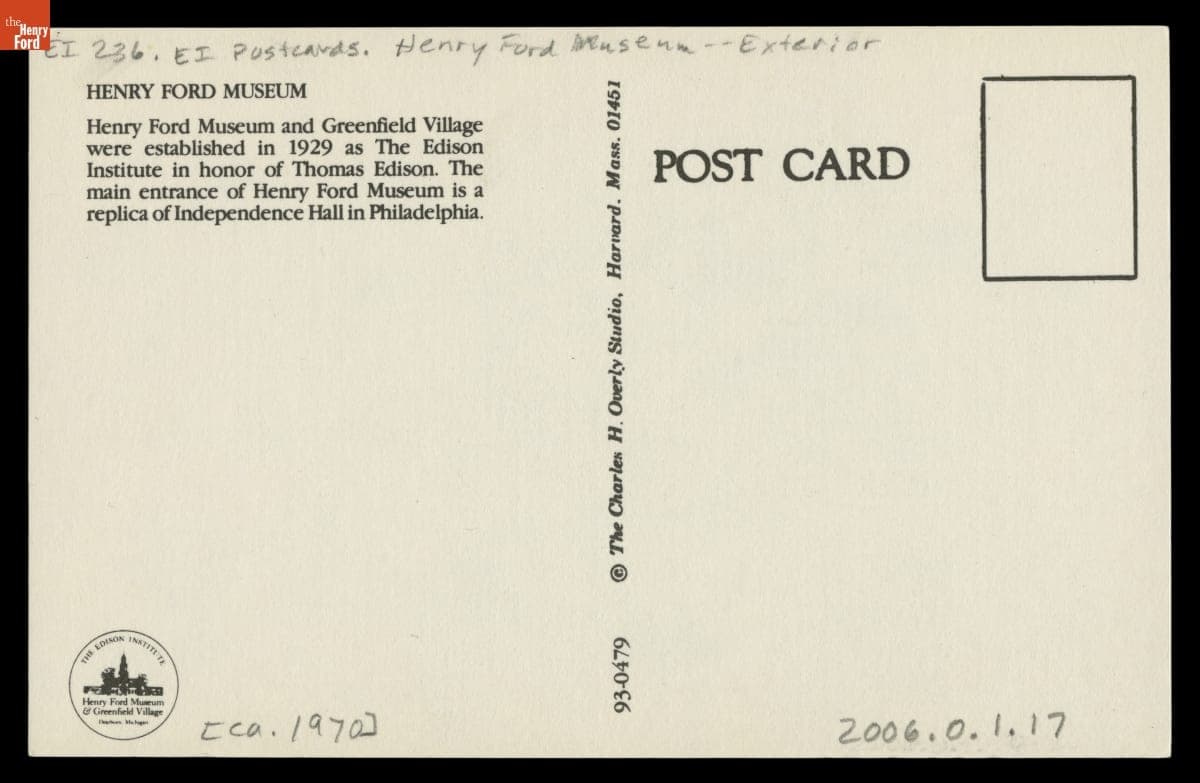 the
Henry
Ford
EI 236. EI Postcards. Henry Ford Museum -- Exterior
HENRY FORD MUSEUM
Henry Ford Museum and Greenfield Village
were established in 1929 as The Edison
Institute in honor of Thomas Edison. The
main entrance of Henry Ford Museum is a
replica of Independence Hall in Philadelphia.
POST CARD
93-0479 © The Charles H. Overly Studio, Harvard. Mass. 01451
THE EDISON INSTITUTE
Henry Ford Museum
& Greenfield Village
Dearborn, Michigan
[ca. 1970]
2006.0.1.17